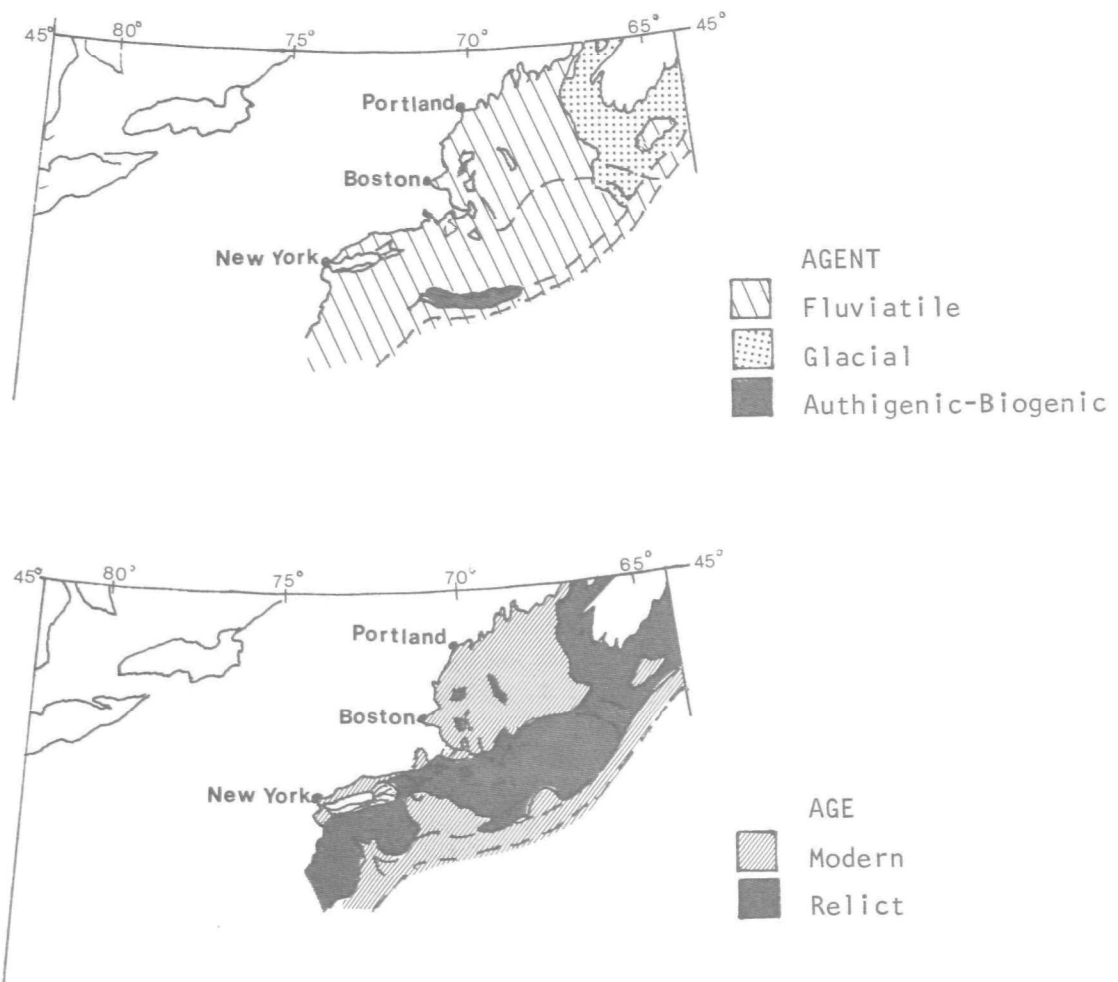 45° 80° 75° 70° 65° 45°
Portland
Boston
New York
AGENT
Fluviatile
Glacial
Authigenic-Biogenic
45° 80° 75° 70° 65° 45°
Portland
Boston
New York
AGE
Modern
Relict